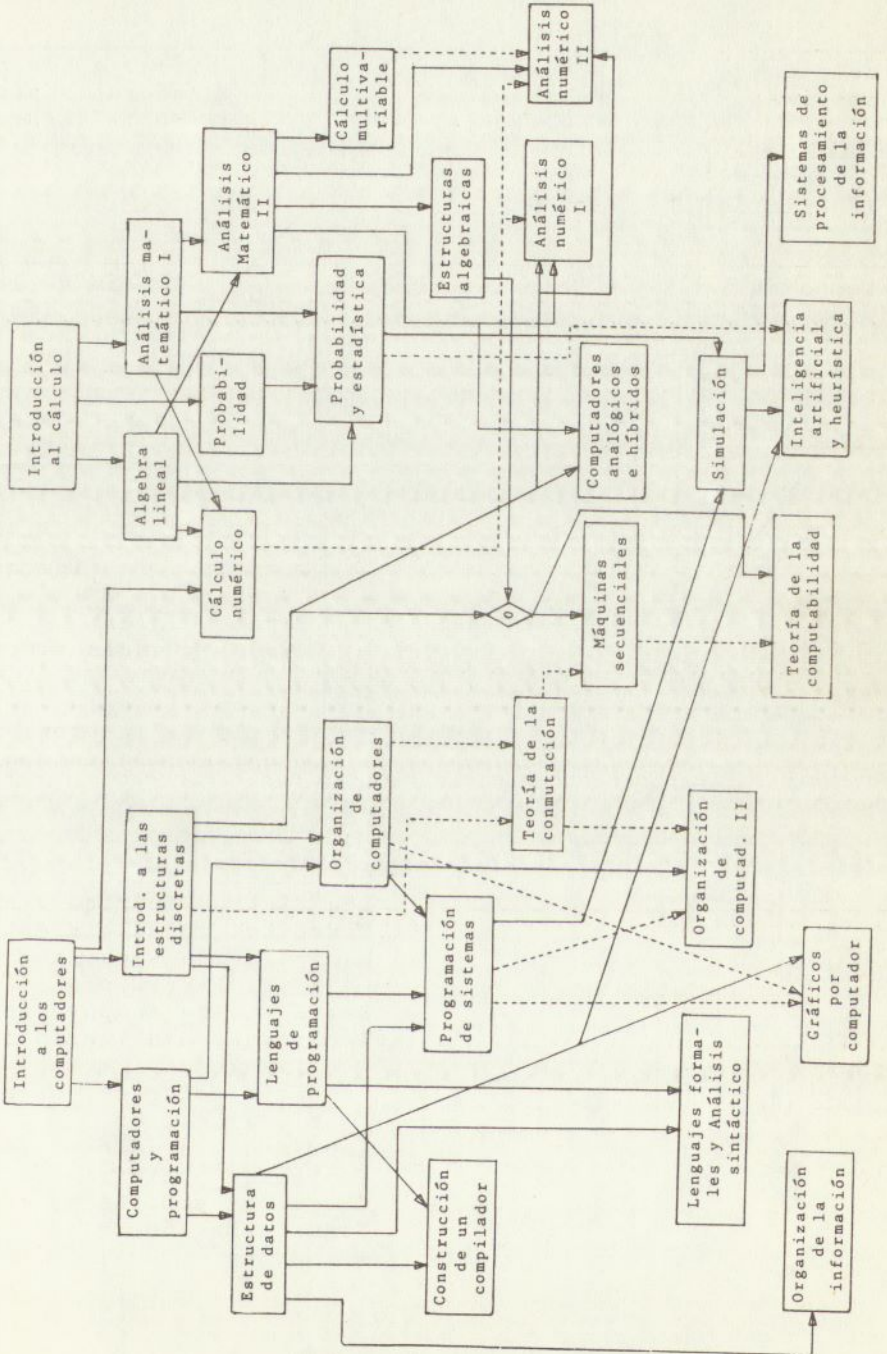 Introducción
a los
computadores
Introducción
al cálculo
Computadores
y
programación
Introd. a las
estructuras
discretas
Algebra
lineal
Análisis ma-
temático I
Estructura
de datos
Lenguajes
de
programación
Organización
de
computadores
Cálculo
numérico
Probabi-
lidad
Análisis
Matemático
II
Probabilidad
y estadística
Cálculo
multiva-
riable
Construcción
de un
compilador
Programación
de sistemas
Teoría de la
conmutación
o
Estructuras
algebraicas
Máquinas
secuenciales
Computadores
analógicos
e híbridos
Análisis
numérico
I
Análisis
numérico
II
Lenguajes forma-
les y Análisis
sintáctico
Organización
de
computad. II
Simulación
Organización
de la
información
Gráficos
por
computador
Teoría de la
computabilidad
Inteligencia
artificial
y heurística
Sistemas de
procesamiento
de la
información